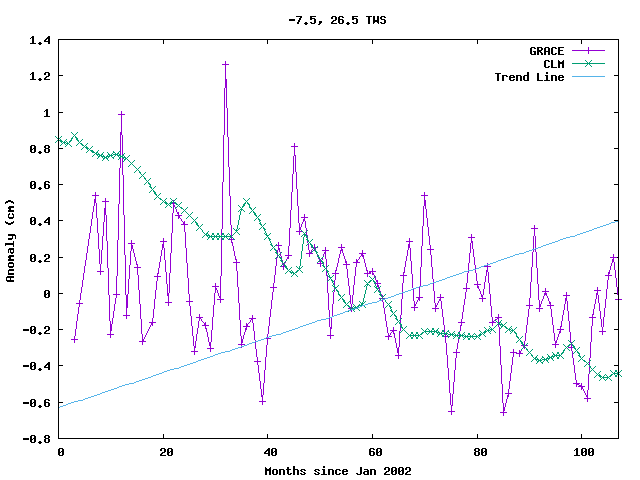 -7.5, 26.5 TWS
GRACE
CLM
Trend Line
1.4
1.2
1
0.8
0.6
0.4
0.2
0
-0.2
-0.4
-0.6
-0.8
Anomaly (cm)
0 20 40 60 80 100
Months since Jan 2002